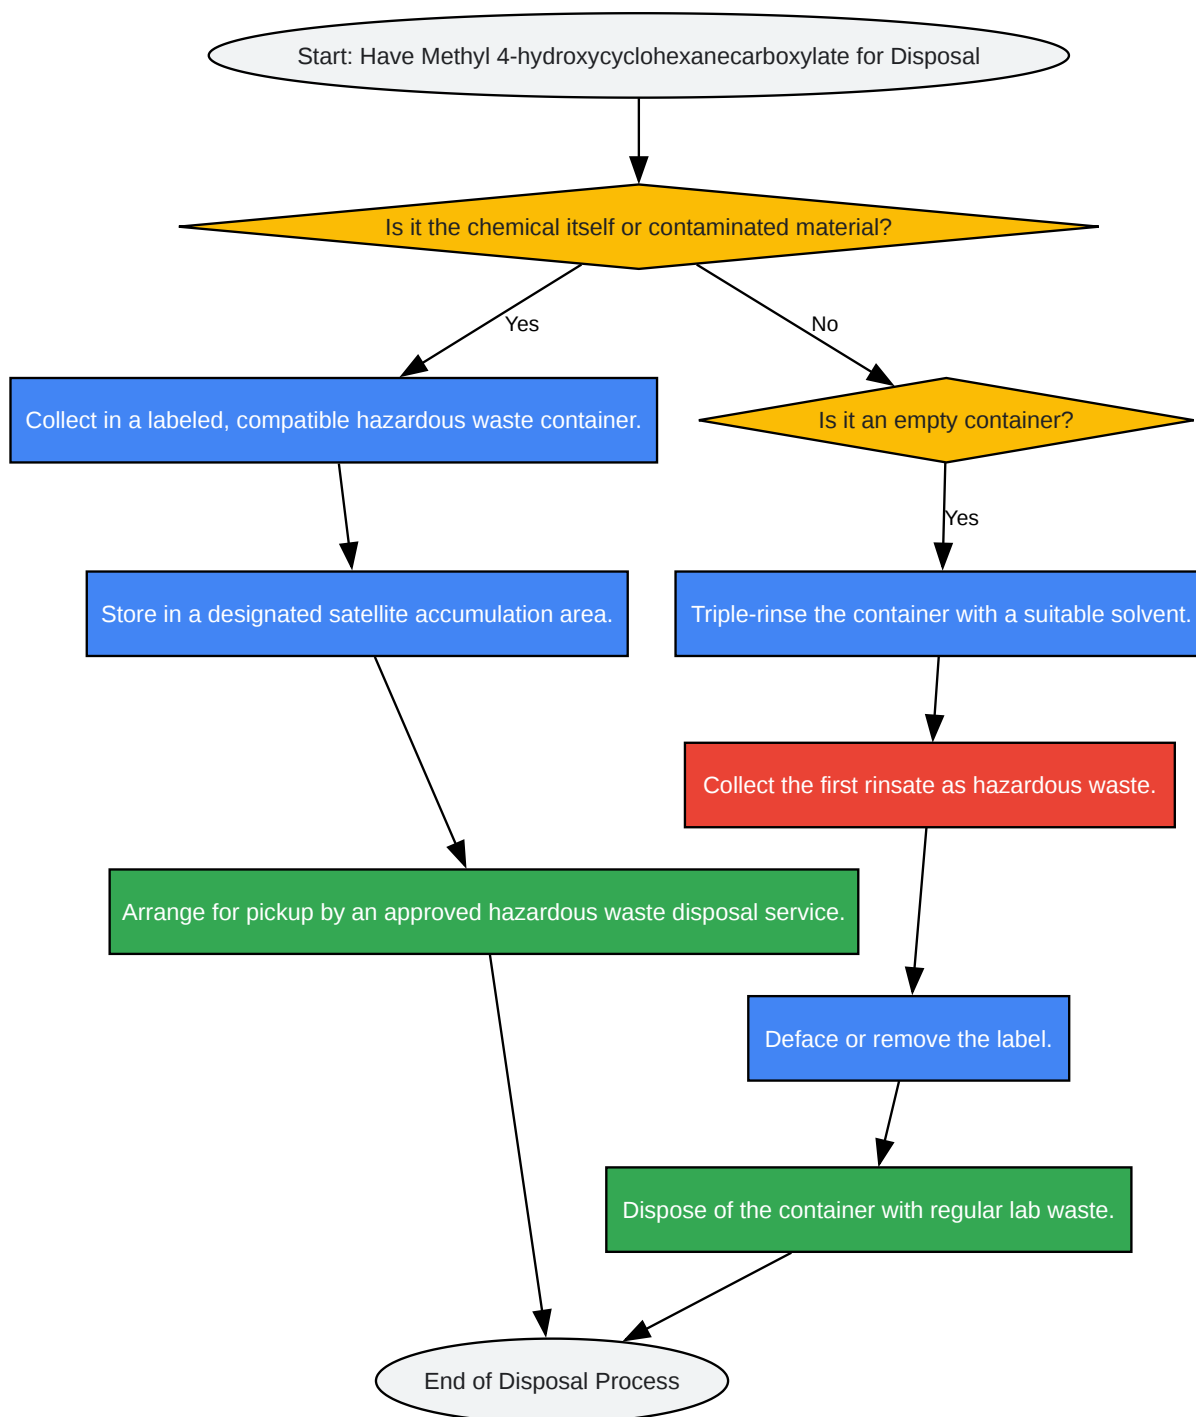 Start: Have Methyl 4-hydroxycyclohexanecarboxylate for Disposal
Is it the chemical itself or contaminated material?
Yes
No
Collect in a labeled, compatible hazardous waste container.
Is it an empty container?
Yes
Store in a designated satellite accumulation area.
Triple-rinse the container with a suitable solvent.
Collect the first rinsate as hazardous waste.
Arrange for pickup by an approved hazardous waste disposal service.
Deface or remove the label.
Dispose of the container with regular lab waste.
End of Disposal Process